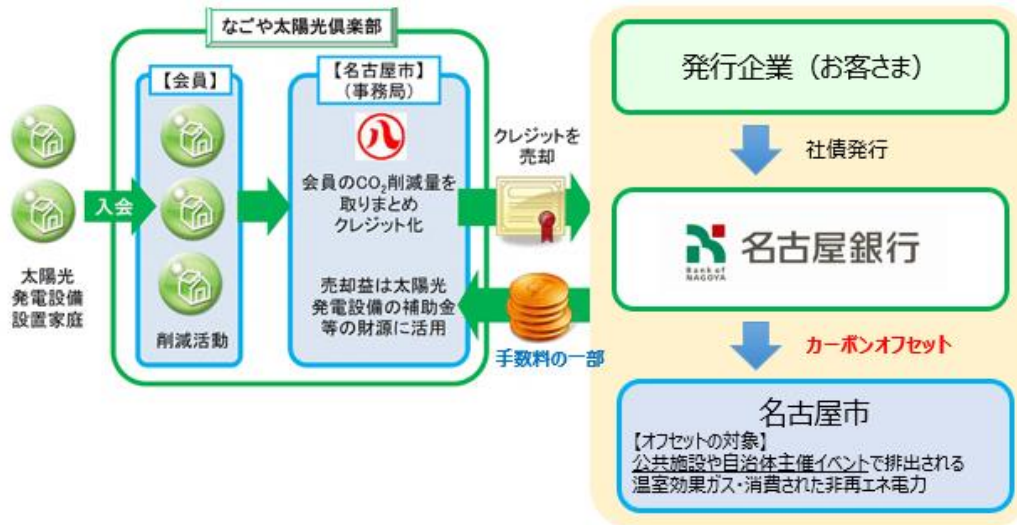 なごや太陽光倶楽部
【会員】
【名古屋市】
（事務局）
八
入会
太陽光
発電設備
設置家庭
削減活動
会員のCO₂削減量を
取りまとめ
クレジット化
売却益は太陽光
発電設備の補助金
等の財源に活用
クレジットを
売却
手数料の一部
発行企業（お客さま）
社債発行
Bank of
NAGOYA
名古屋銀行
カーボンオフセット
名古屋市
【オフセットの対象】
公共施設や自治体主催イベントで排出される
温室効果ガス・消費された非再エネ電力